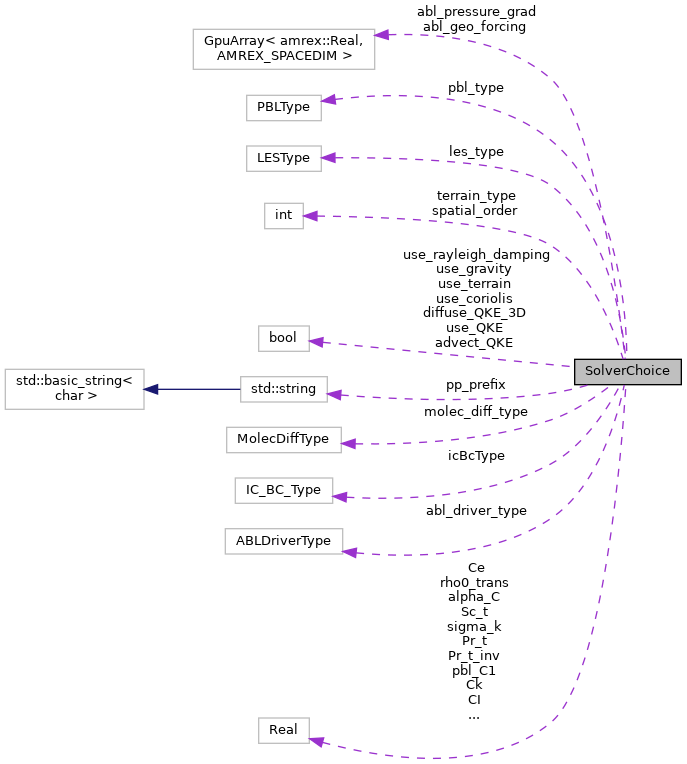 abl_pressure_grad
abl_geo_forcing
GpuArray< amrex::Real,
AMREX_SPACEDIM >
pbl_type
PBLType
les_type
LESType
terrain_type
spatial_order
int
use_rayleigh_damping
use_gravity
use_terrain
use_coriolis
diffuse_QKE_3D
use_QKE
advect_QKE
bool
SolverChoice
std::basic_string<
char >
std::string
pp_prefix
molec_diff_type
MolecDiffType
icBcType
IC_BC_Type
abl_driver_type
ABLDriverType
Ce
rho0_trans
alpha_C
Sc_t
sigma_k
Pr_t
Pr_t_inv
pbl_C1
Ck
CI
...
Real